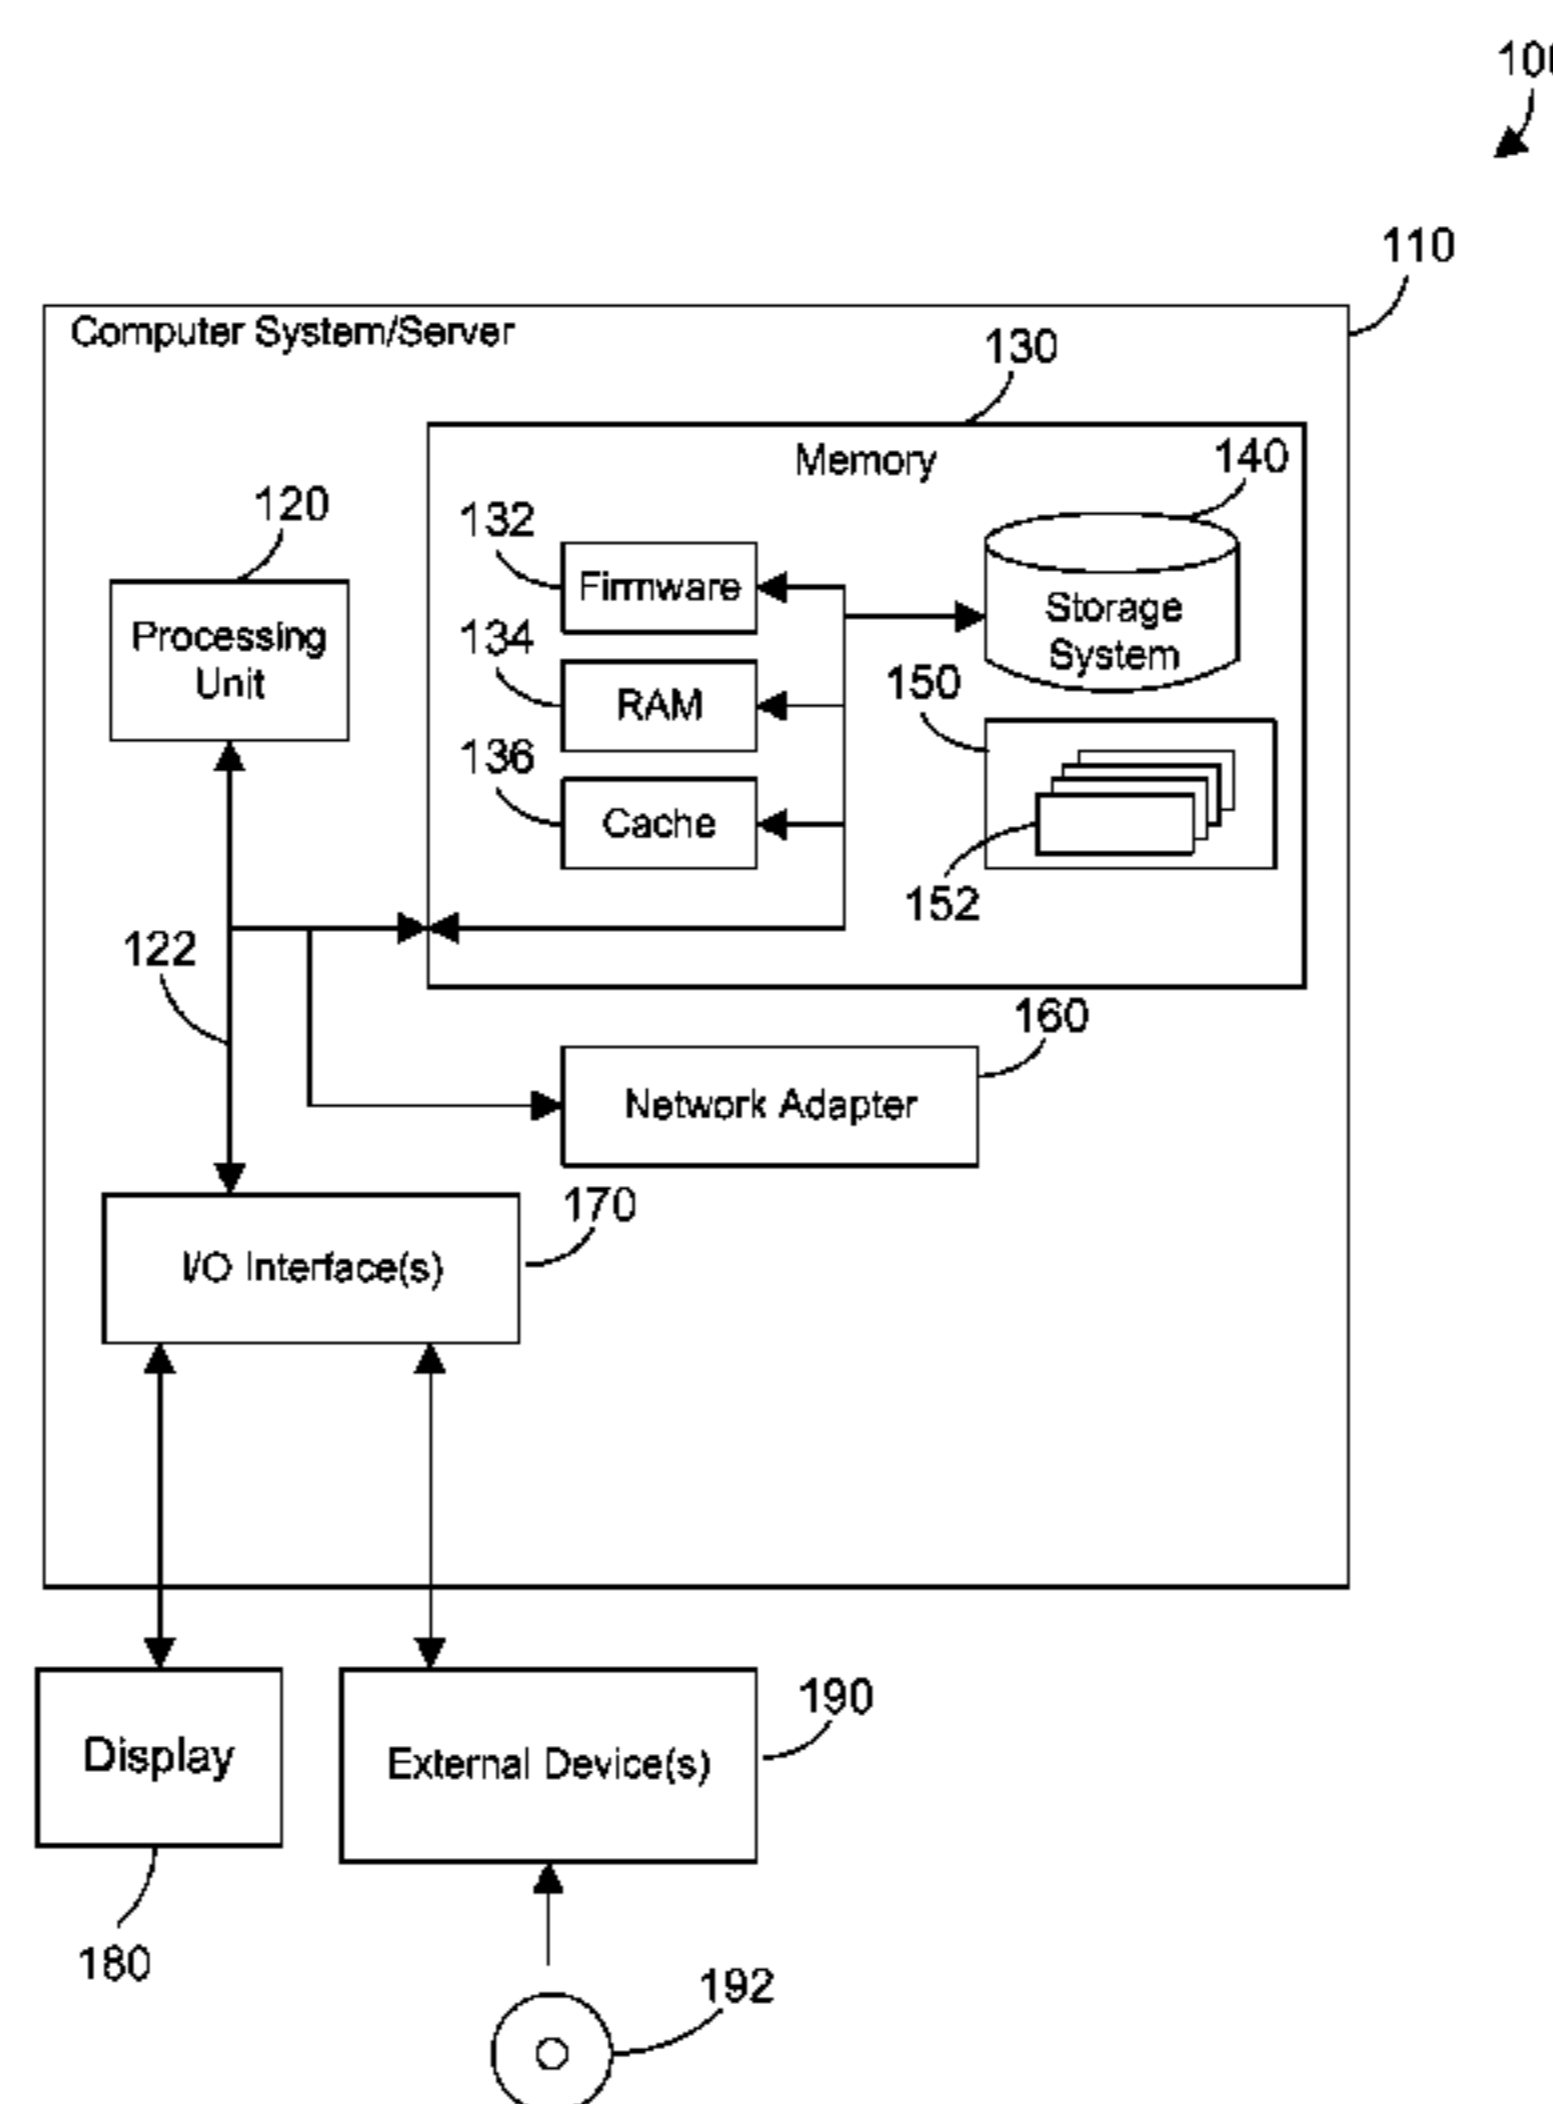 110
Computer System/Server
130
Memory
140
120
132
Firmware
Storage
System
Processing
Unit
134
RAM
150
136
Cache
152
122
160
Network Adapter
170
I/O Interface(s)
190
Display
External Device(s)
180
192